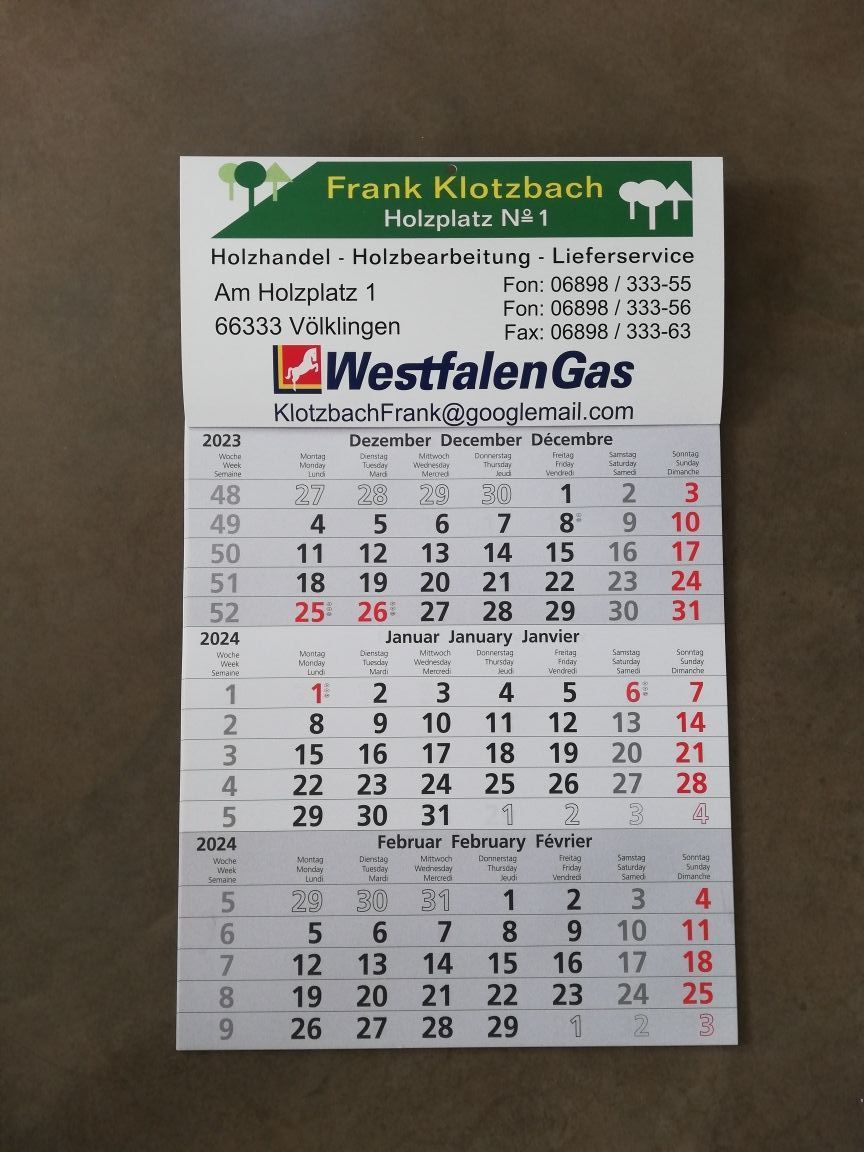 Frank Klotzbach
Holzplatz Nº 1
Holzhandel - Holzbearbeitung - Lieferservice
Am Holzplatz 1
66333 Völklingen
Fon: 06898 / 333-55
Fon: 06898 / 333-56
Fax: 06898 / 333-63
WestfalenGas
KlotzbachFrank@googlemail.com
2023 Dezember December Décembre
Woche Montag Dienstag Mittwoch Donnerstag Freitag Samstag Sonntag
Week Monday Tuesday Wednesday Thursday Friday Saturday Sunday
Semaine Lundi Mardi Mercredi Jeudi Vendredi Samedi Dimanche
48 27 28 29 30 1 2 3
49 4 5 6 7 8 9 10
50 11 12 13 14 15 16 17
51 18 19 20 21 22 23 24
52 25 26 27 28 29 30 31
2024 Januar January Janvier
Woche Montag Dienstag Mittwoch Donnerstag Freitag Samstag Sonntag
Week Monday Tuesday Wednesday Thursday Friday Saturday Sunday
Semaine Lundi Mardi Mercredi Jeudi Vendredi Samedi Dimanche
1 1 2 3 4 5 6 7
2 8 9 10 11 12 13 14
3 15 16 17 18 19 20 21
4 22 23 24 25 26 27 28
5 29 30 31 1 2 3 4
2024 Februar February Février
Woche Montag Dienstag Mittwoch Donnerstag Freitag Samstag Sonntag
Week Monday Tuesday Wednesday Thursday Friday Saturday Sunday
Semaine Lundi Mardi Mercredi Jeudi Vendredi Samedi Dimanche
5 29 30 31 1 2 3 4
6 5 6 7 8 9 10 11
7 12 13 14 15 16 17 18
8 19 20 21 22 23 24 25
9 26 27 28 29 1 2 3